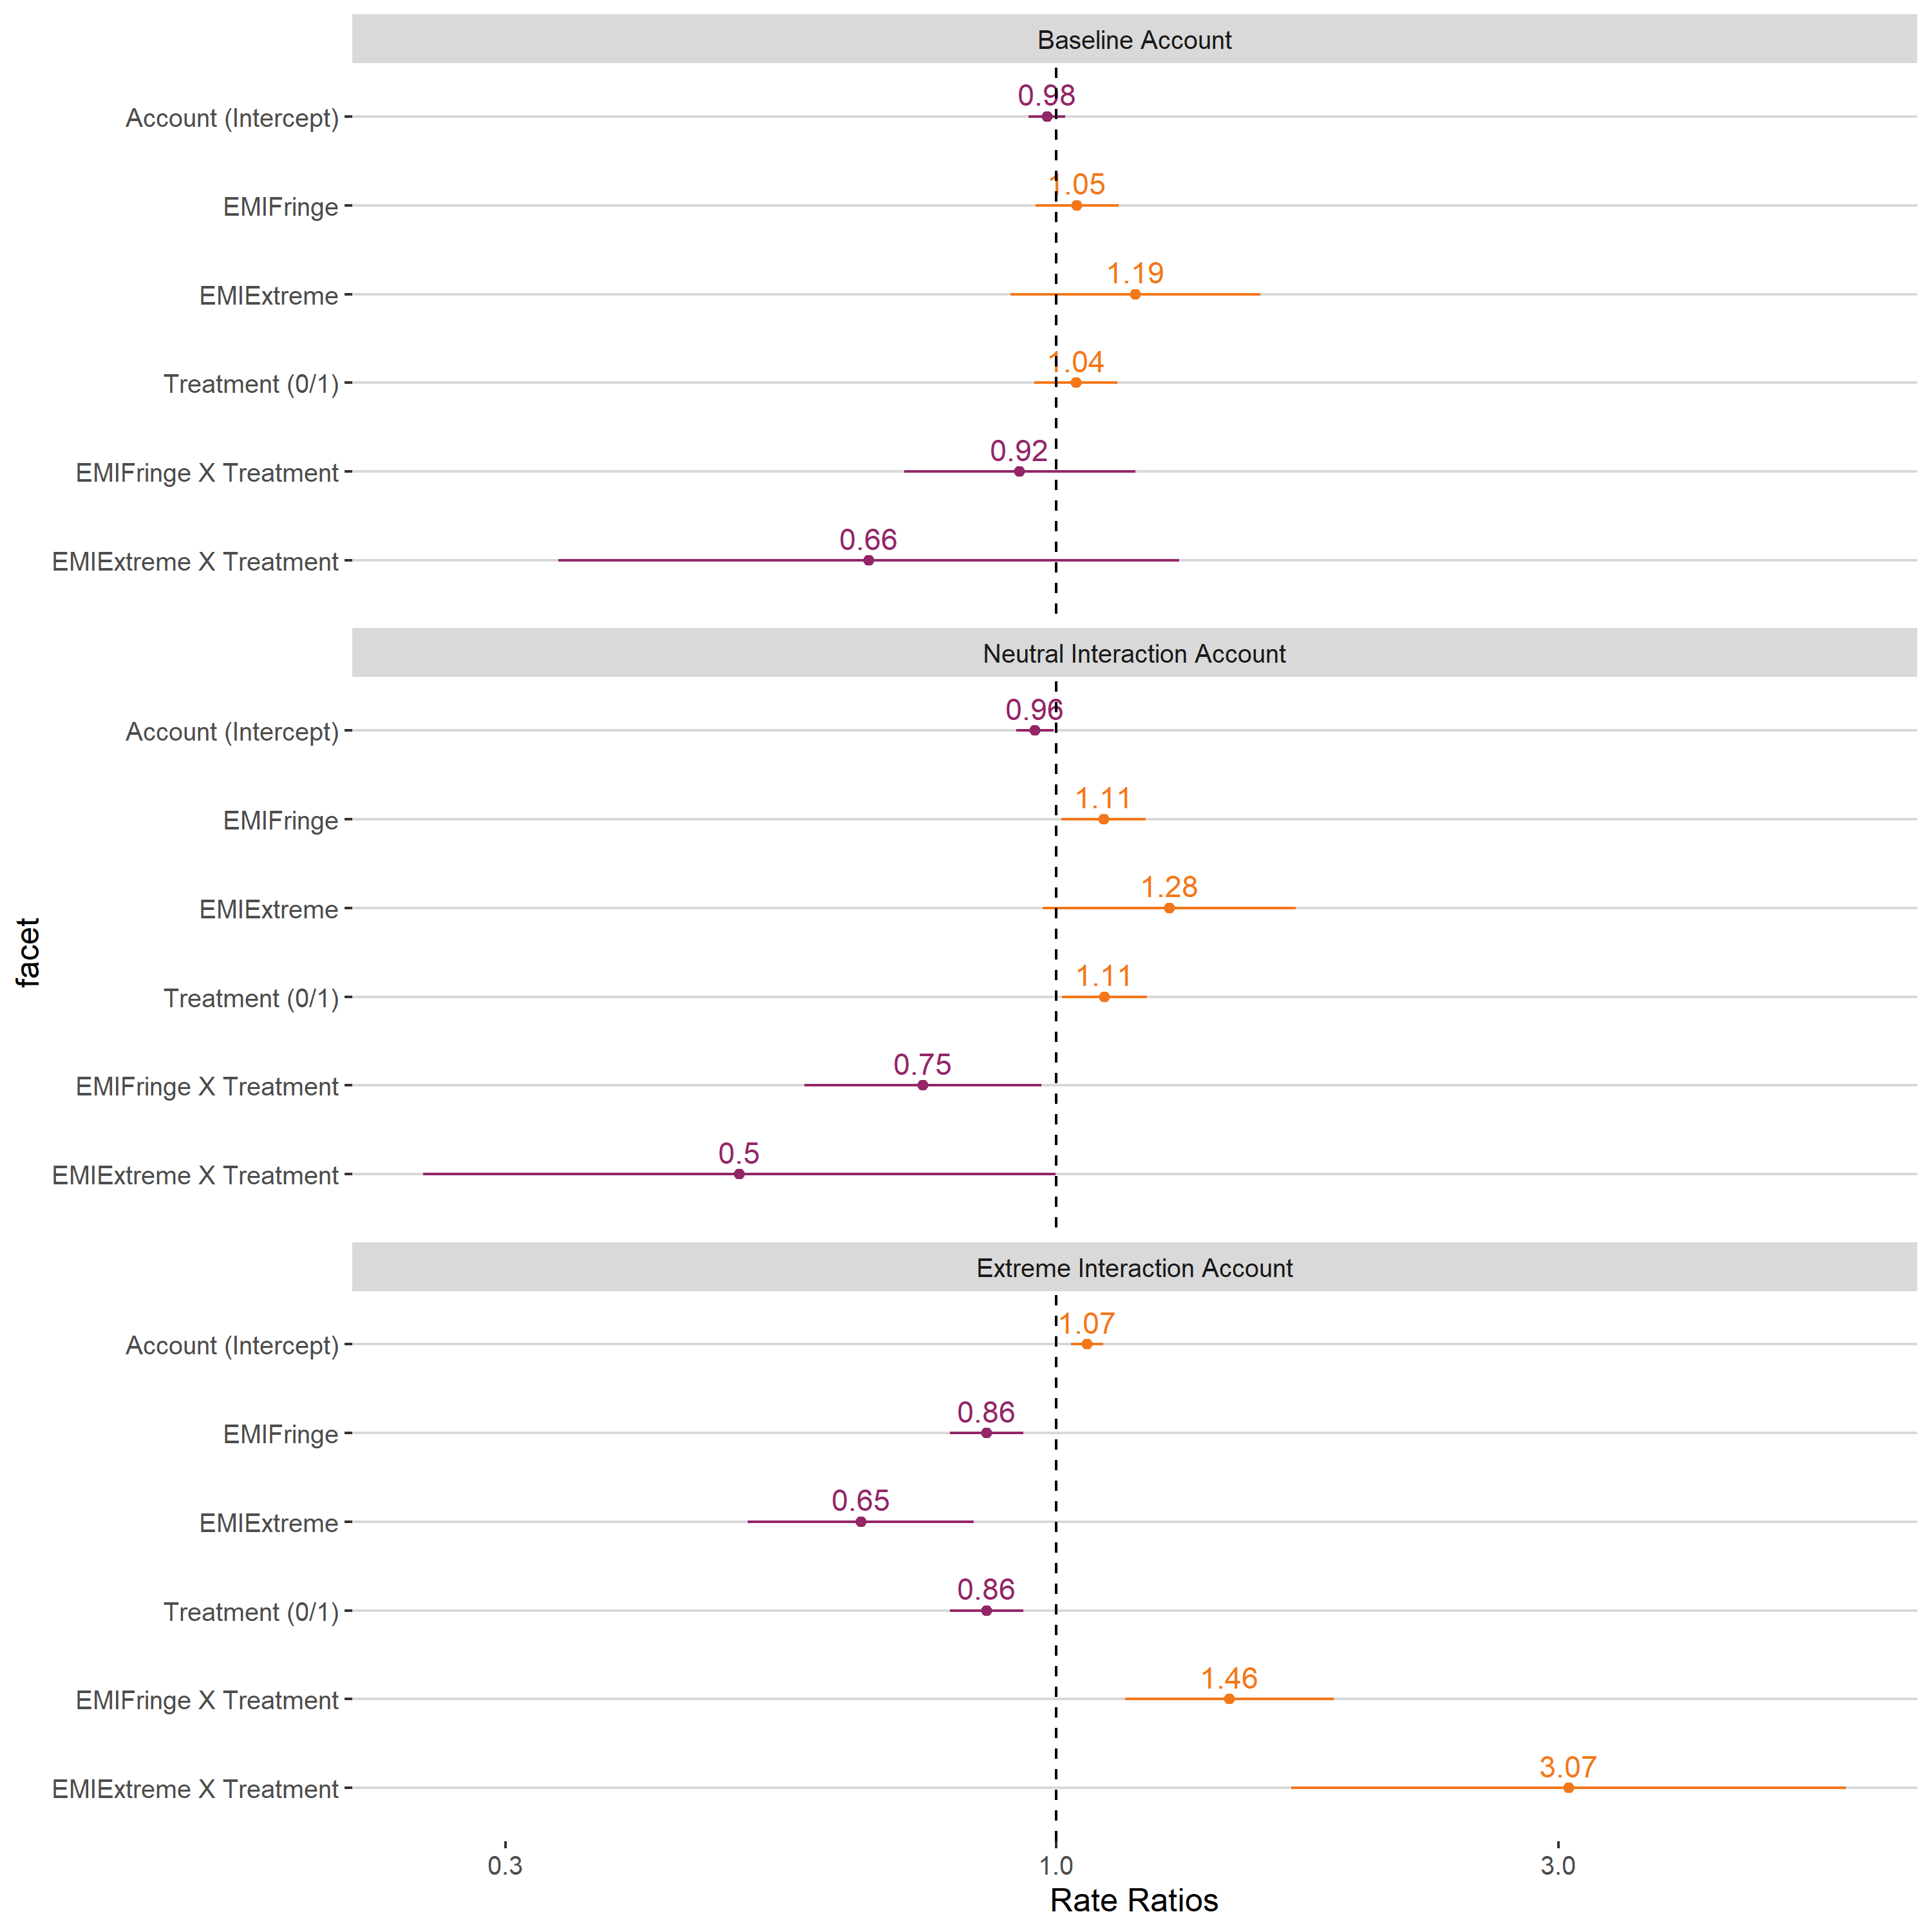 Baseline Account
0.98
Account (Intercept)
1.05
EMIFringe
1.19
EMIExtreme
1.04
Treatment (0/1)
0.92
EMIFringe X Treatment
0.66
EMIExtreme X Treatment
Neutral Interaction Account
0.96
Account (Intercept)
1.11
EMIFringe
1.28
EMIExtreme
facet
1.11
Treatment (0/1)
0.75
EMIFringe X Treatment
0.5
EMIExtreme X Treatment
Extreme Interaction Account
1.07
Account (Intercept)
0.86
EMIFringe
0.65
EMIExtreme
0.86
Treatment (0/1)
1.46
EMIFringe X Treatment
3.07
EMIExtreme X Treatment
0.3 1.0 3.0
Rate Ratios